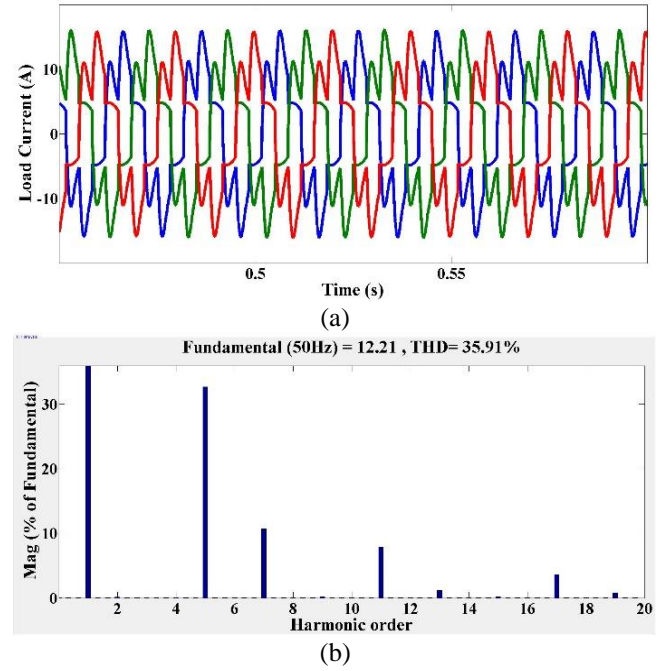 10
0
-10
Load Current (A)
0.5 0.55
Time (s)
(a)
Fundamental (50Hz) = 12.21 , THD= 35.91%
30
20
10
0
Mag (% of Fundamental)
2 4 6 8 10 12 14 16 18 20
Harmonic order
(b)